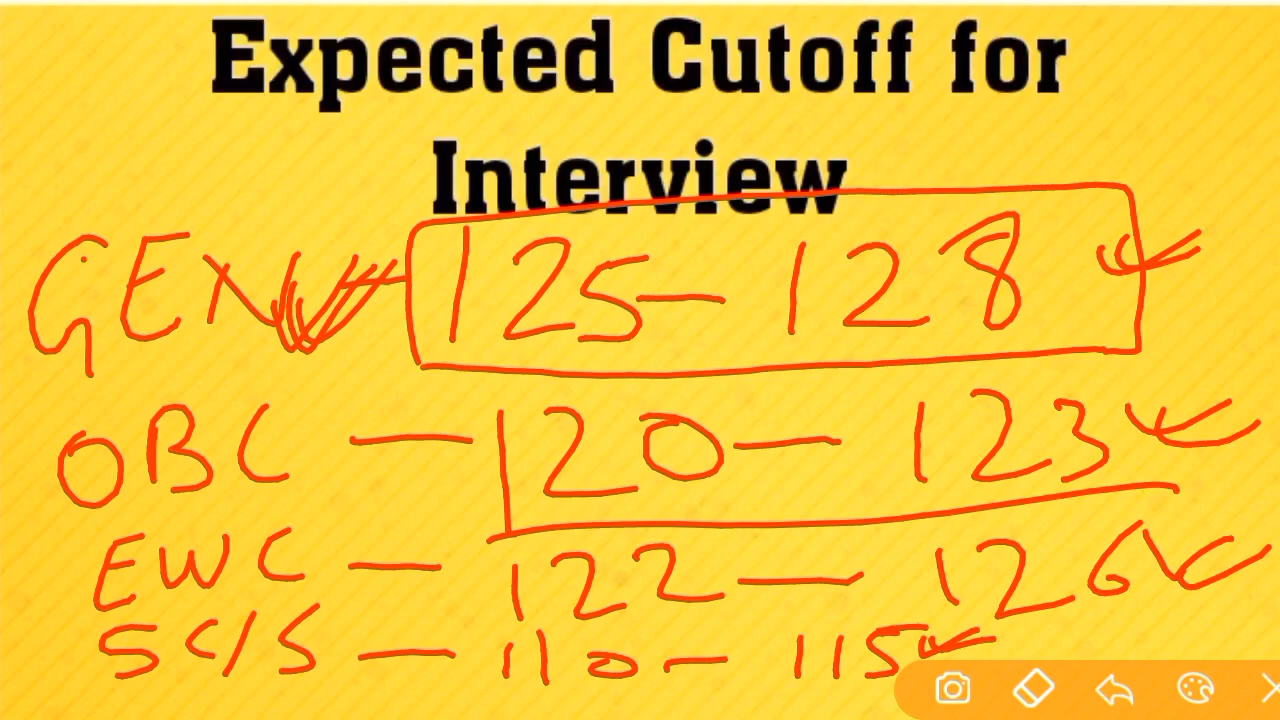 Expected Cutoff for
Interview
GEN 125-128
OBC - 120 - 123
EWC - 122 - 126
SC/S - 110 - 115